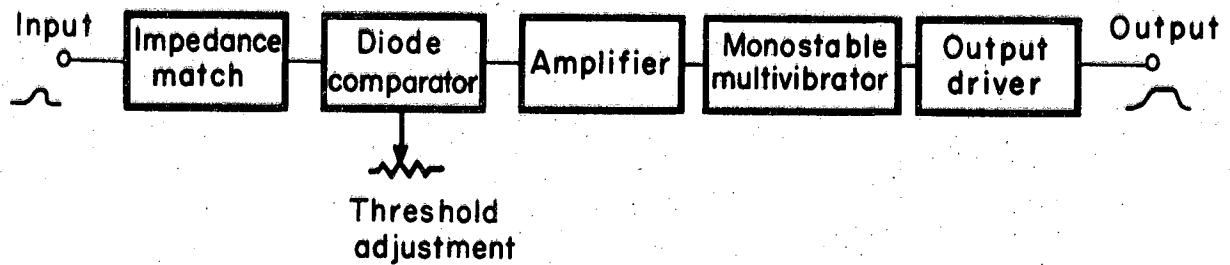 Input
Impedance
match
Diode
comparator
Amplifier
Monostable
multivibrator
Output
driver
Output
Threshold
adjustment